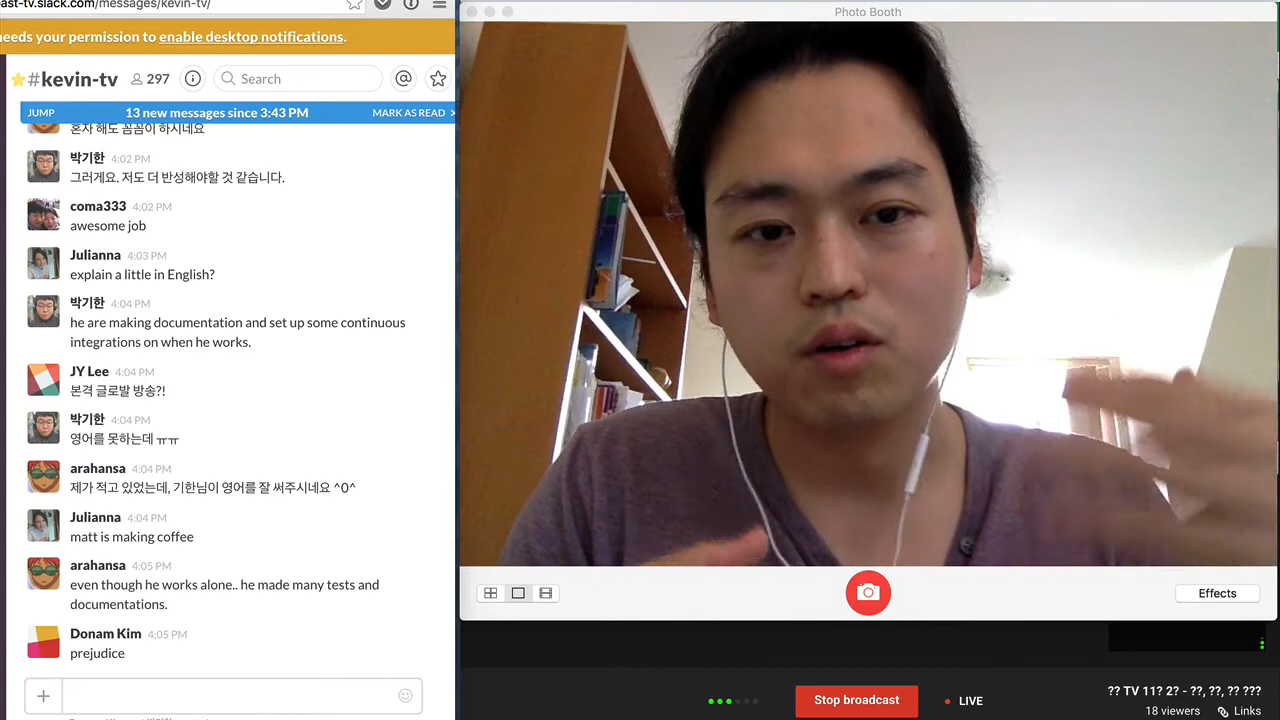 ast-tv.slack.com/messages/kevin-tv/
needs your permission to enable desktop notifications.
#kevin-tv 297 Search @
JUMP 13 new messages since 3:43 PM MARK AS READ
혼자 해도 꼼꼼이 하시네요
박기한 4:02 PM
그러게요. 저도 더 반성해야할 것 같습니다.
coma333 4:02 PM
awesome job
Julianna 4:03 PM
explain a little in English?
박기한 4:04 PM
he are making documentation and set up some continuous
integrations on when he works.
JY Lee 4:04 PM
본격 글로발 방송?!
박기한 4:04 PM
영어를 못하는데 ㅠㅠ
arahansa 4:04 PM
제가 적고 있었는데, 기한님이 영어를 잘 써주시네요 ^0^
Julianna 4:04 PM
matt is making coffee
arahansa 4:05 PM
even though he works alone.. he made many tests and
documentations.
Donam Kim 4:05 PM
prejudice
Photo Booth
Effects
Stop broadcast
LIVE
?? TV 11? 2? - ??, ??, ?? ???
18 viewers Links